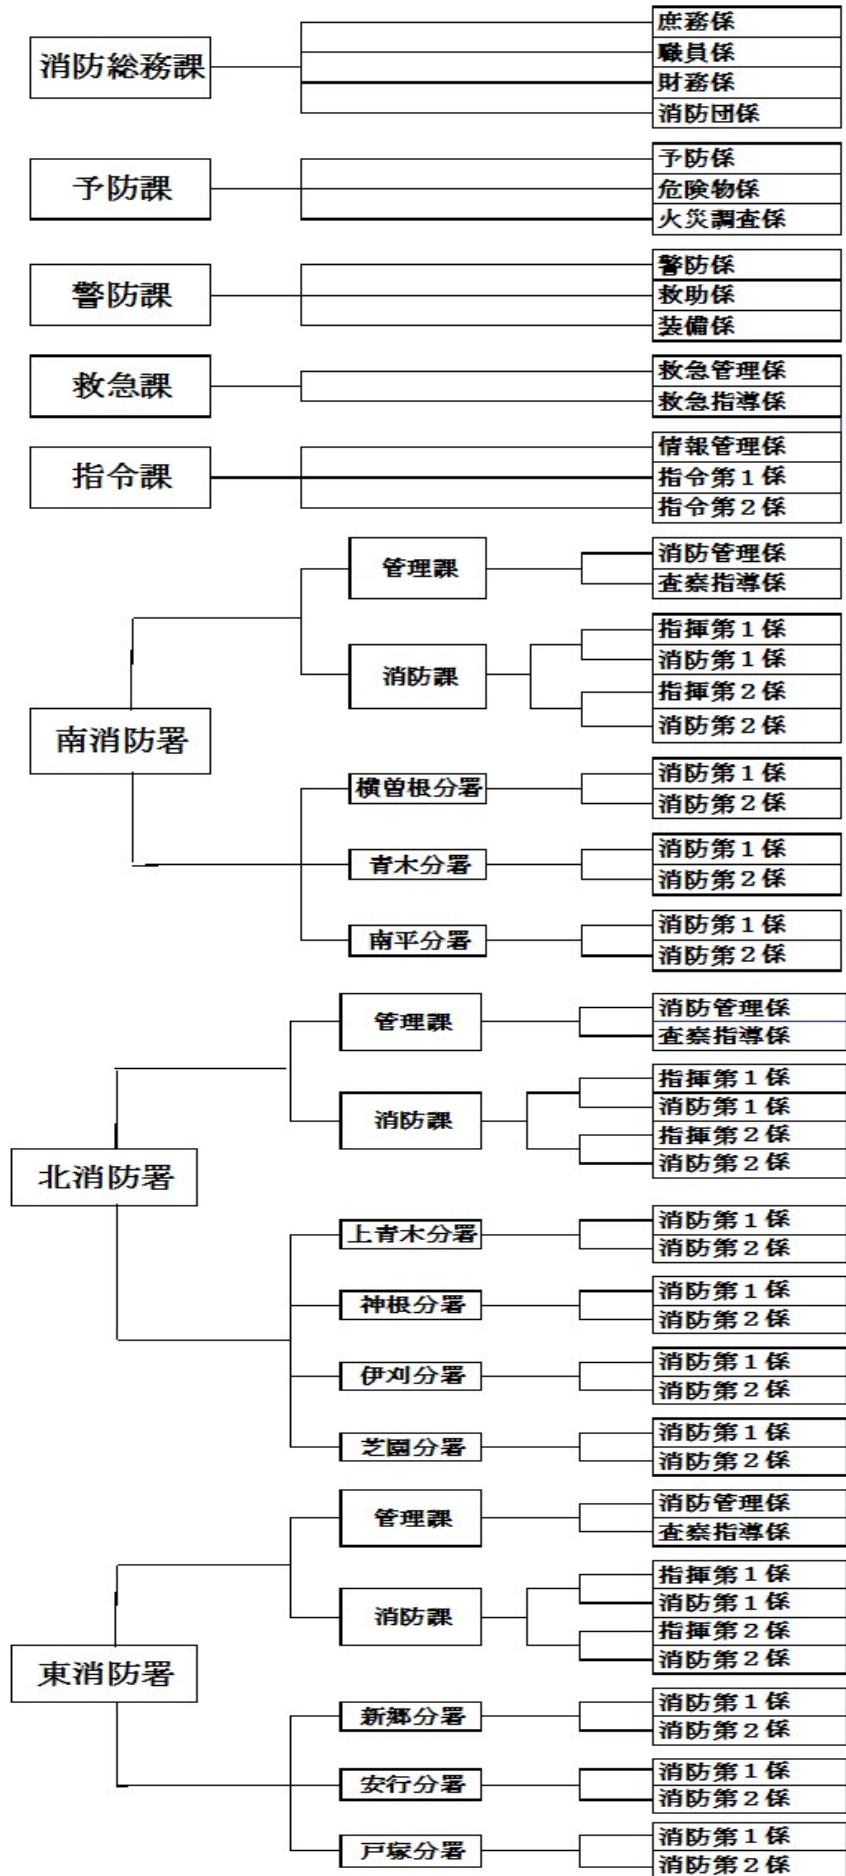 消防総務課
庶務係
職員係
財務係
消防団係
予防課
予防係
危険物係
火災調査係
警防課
警防係
救助係
装備係
救急課
救急管理係
救急指導係
指令課
情報管理係
指令第１係
指令第２係
南消防署
管理課
消防管理係
査察指導係
消防課
指揮第１係
消防第１係
指揮第２係
消防第２係
横曽根分署
消防第１係
消防第２係
青木分署
消防第１係
消防第２係
南平分署
消防第１係
消防第２係
北消防署
管理課
消防管理係
査察指導係
消防課
指揮第１係
消防第１係
指揮第２係
消防第２係
上青木分署
消防第１係
消防第２係
神根分署
消防第１係
消防第２係
伊刈分署
消防第１係
消防第２係
芝園分署
消防第１係
消防第２係
東消防署
管理課
消防管理係
査察指導係
消防課
指揮第１係
消防第１係
指揮第２係
消防第２係
新郷分署
消防第１係
消防第２係
安行分署
消防第１係
消防第２係
戸塚分署
消防第１係
消防第２係